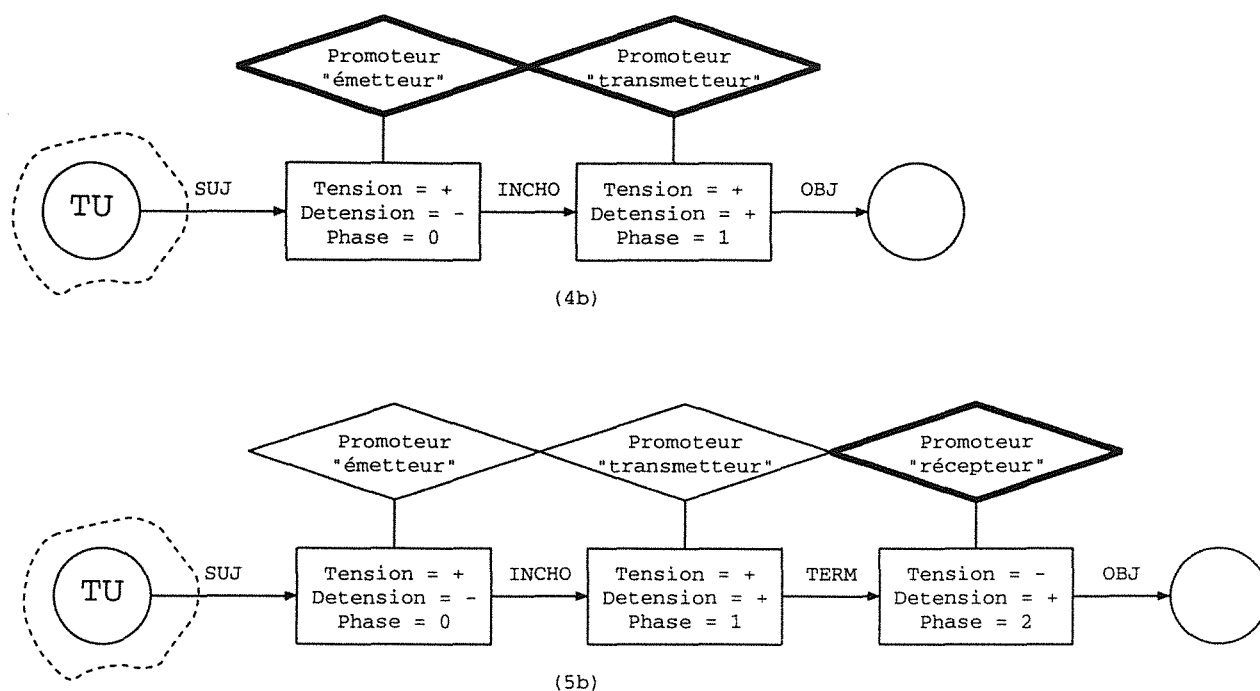 Promoteur
"émetteur"
Promoteur
"transmetteur"
TU
SUJ
Tension = +
Detension = -
Phase = 0
INCHO
Tension = +
Detension = +
Phase = 1
OBJ
(4b)
Promoteur
"émetteur"
Promoteur
"transmetteur"
Promoteur
"récepteur"
TU
SUJ
Tension = +
Detension = -
Phase = 0
INCHO
Tension = +
Detension = +
Phase = 1
TERM
Tension = -
Detension = +
Phase = 2
OBJ
(5b)